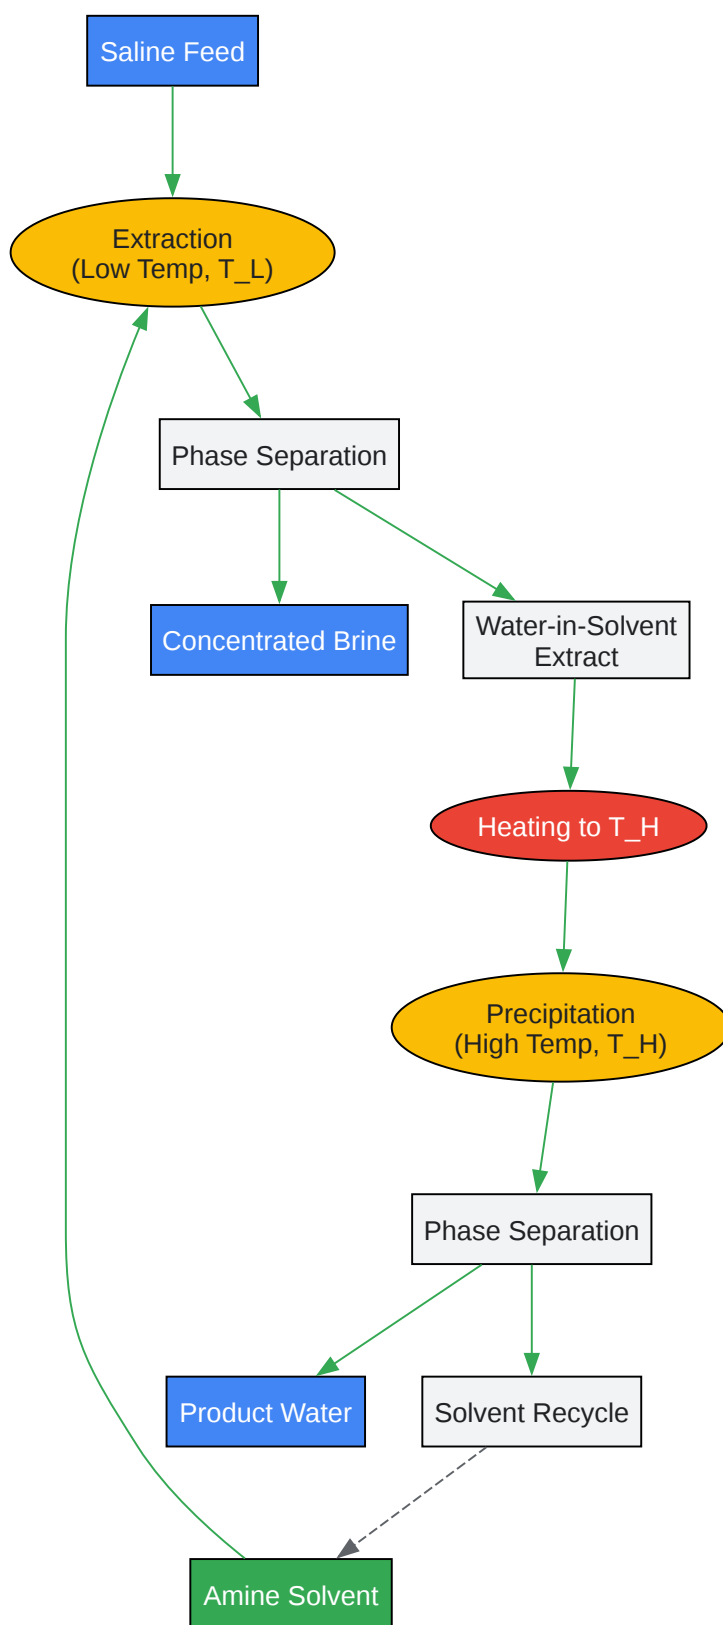 Saline Feed
Extraction
(Low Temp, T_L)
Phase Separation
Concentrated Brine
Water-in-Solvent
Extract
Heating to T_H
Precipitation
(High Temp, T_H)
Phase Separation
Product Water
Solvent Recycle
Amine Solvent